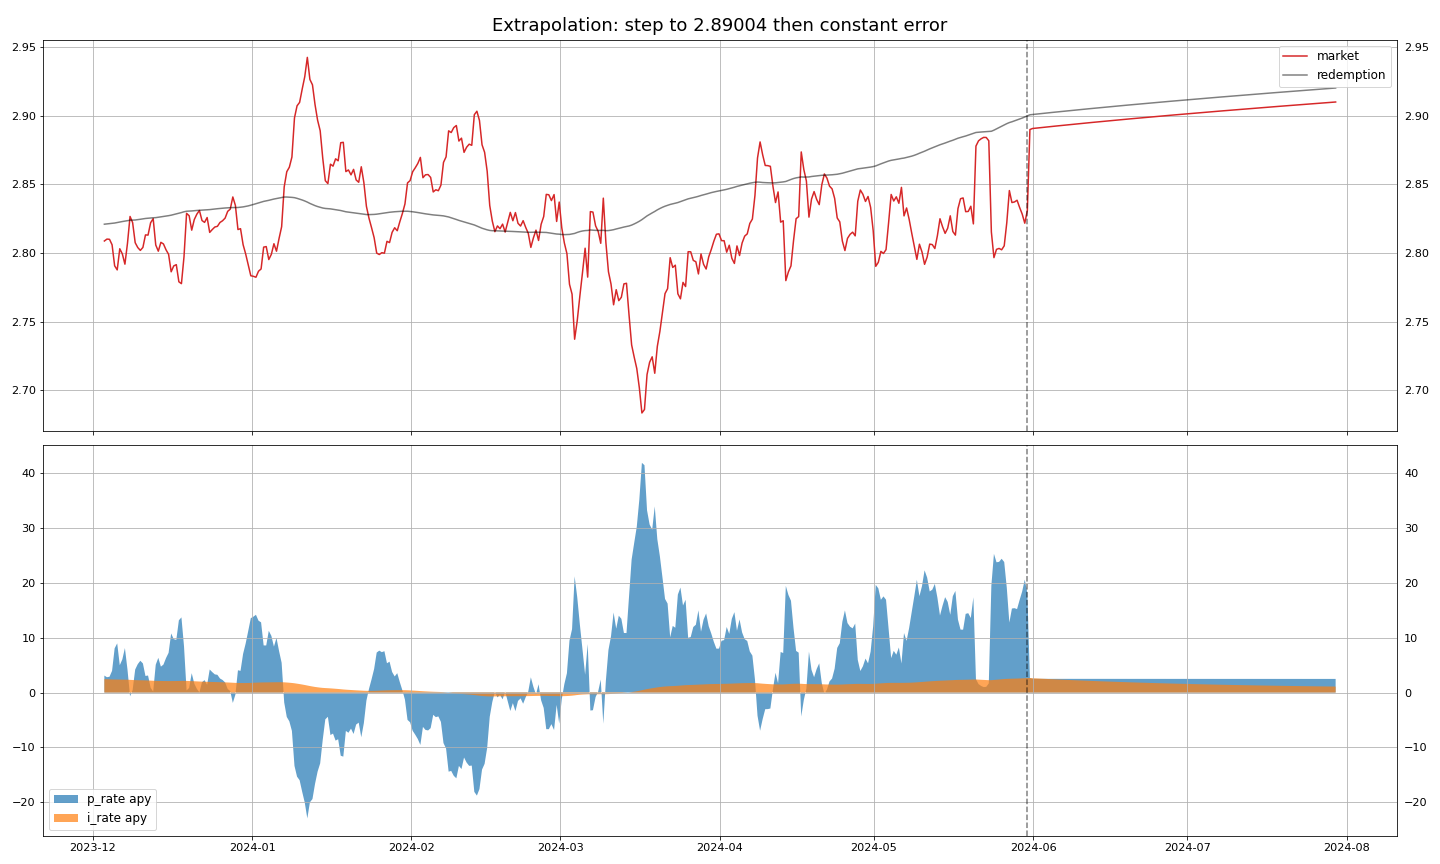 Extrapolation: step to 2.89004 then constant error
2.95 2.95
market
redemption
2.90 2.90
2.85 2.85
2.80 2.80
2.75 2.75
2.70 2.70
40 40
30 30
20 20
10 10
0 0
−10 −10
−20 −20
p_rate apy
i_rate apy
2023-12 2024-01 2024-02 2024-03 2024-04 2024-05 2024-06 2024-07 2024-08